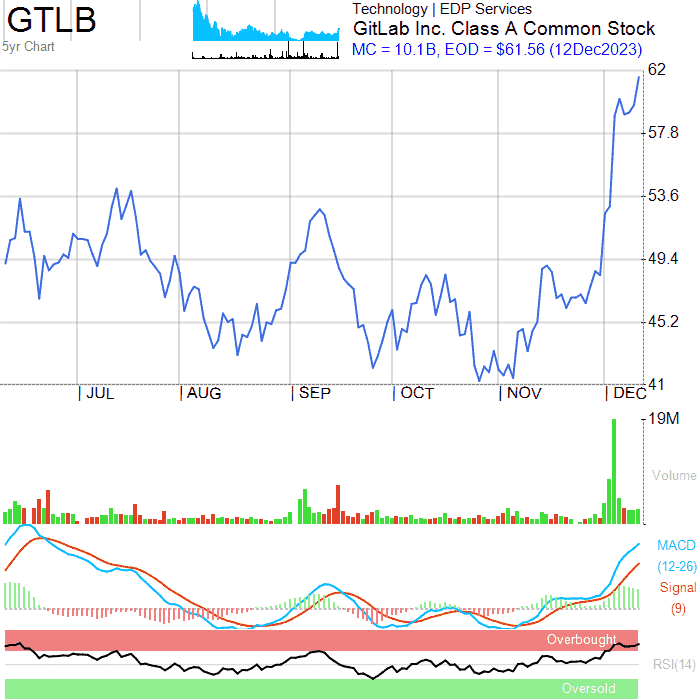 GTLB
5yr Chart
Technology | EDP Services
GitLab Inc. Class A Common Stock
MC = 10.1B, EOD = $61.56 (12Dec2023)
62
57.8
53.6
49.4
45.2
41
JUL
AUG
SEP
OCT
NOV
DEC
19M
Volume
MACD
(12-26)
Signal
(9)
Overbought
RSI(14)
Oversold